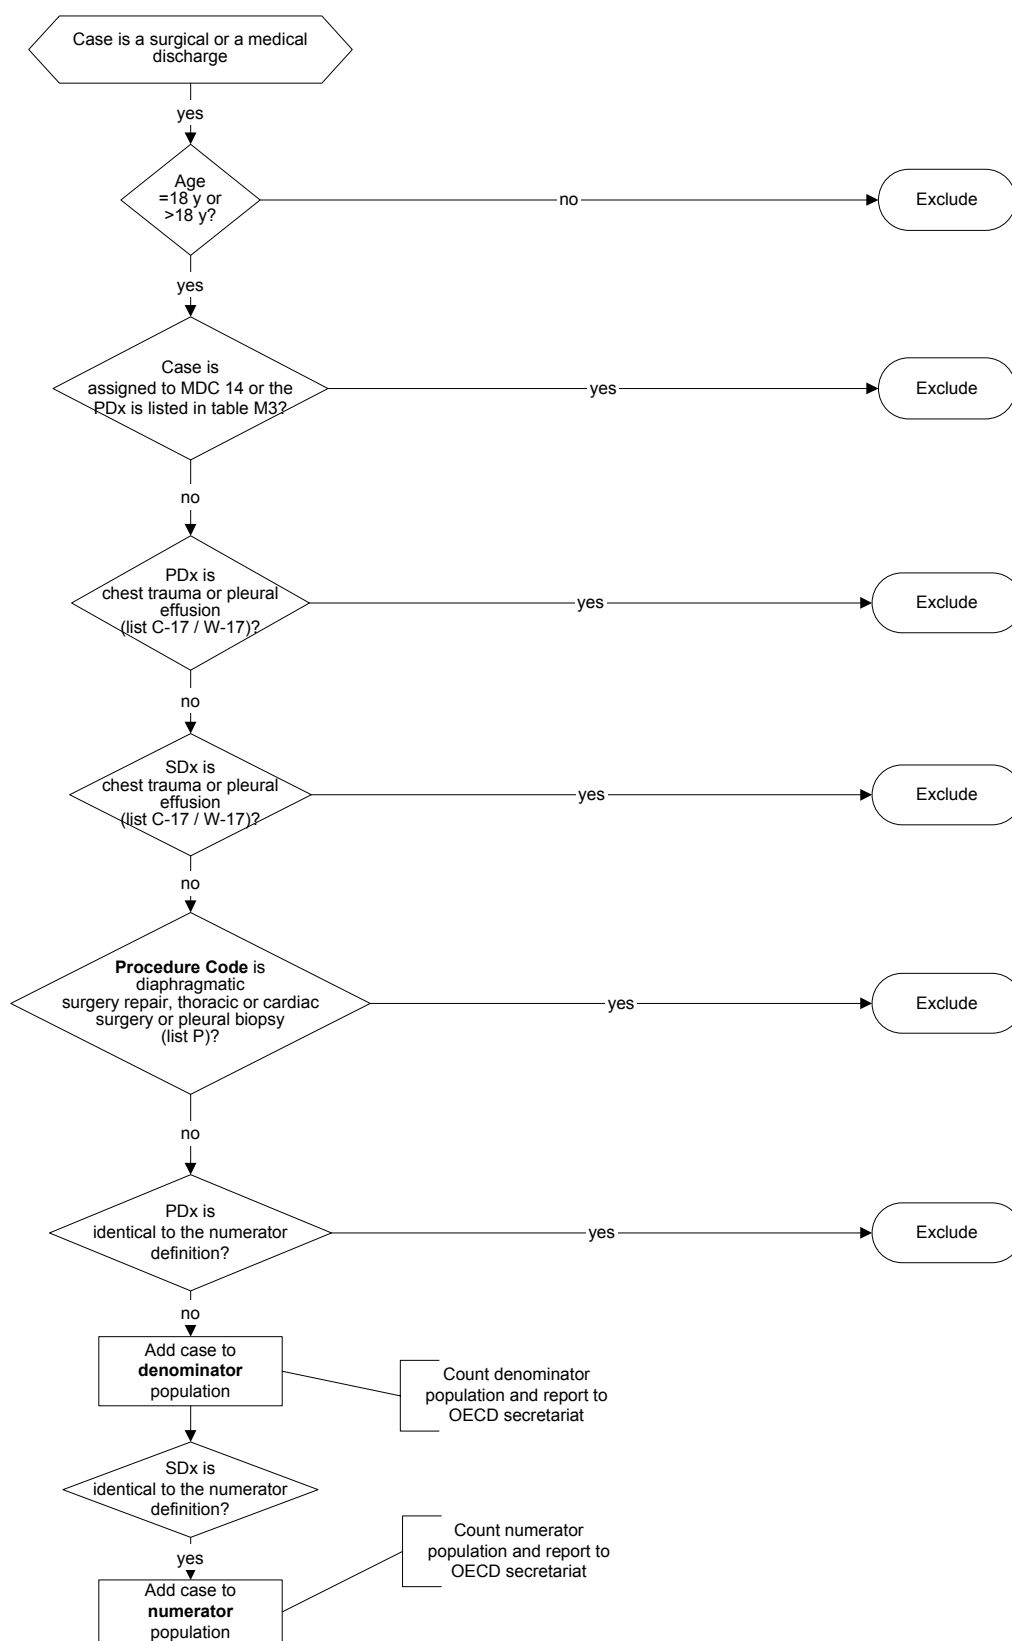 Case is a surgical or a medical
discharge
yes
Age
=18 y or
>18 y?
no
Exclude
yes
Case is
assigned to MDC 14 or the
PDx is listed in table M3?
yes
Exclude
no
PDx is
chest trauma or pleural
effusion
(list C-17 / W-17)?
yes
Exclude
no
SDx is
chest trauma or pleural
effusion
(list C-17 / W-17)?
yes
Exclude
no
Procedure Code is
diaphragmatic
surgery repair, thoracic or cardiac
surgery or pleural biopsy
(list P)?
yes
Exclude
no
PDx is
identical to the numerator
definition?
yes
Exclude
no
Add case to
denominator
population
Count denominator
population and report to
OECD secretariat
SDx is
identical to the numerator
definition?
yes
Count numerator
population and report to
OECD secretariat
Add case to
numerator
population